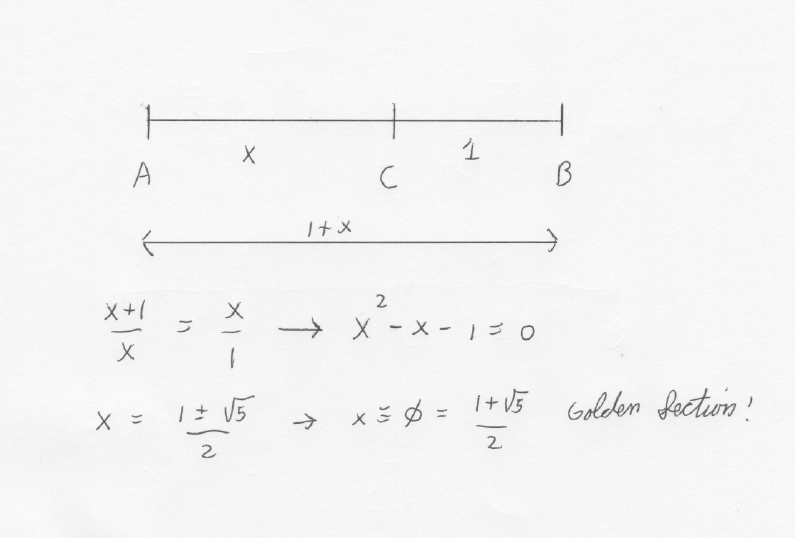 x 1
A C B
1+x
x+1/x = x/1 → x² - x - 1 = 0
x = 1±√5/2 → x ≡ ϕ = 1+√5/2 Golden Section!